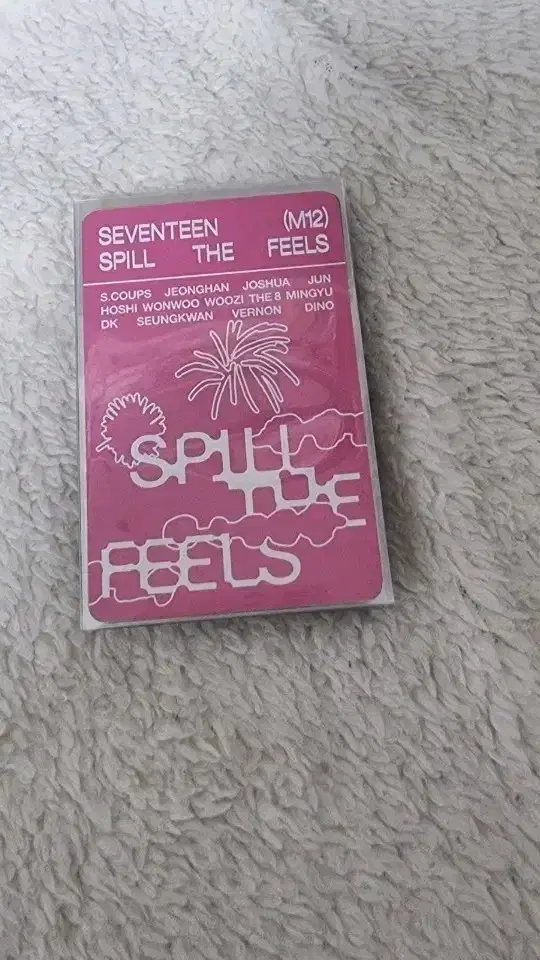 SEVENTEEN (M12)
SPILL THE FEELS
S.COUPS JEONGHAN JOSHUA JUN
HOSHI WONWOO WOOZI THE 8 MINGYU
DK SEUNGKWAN VERNON DINO
SPILL
THE
FEELS